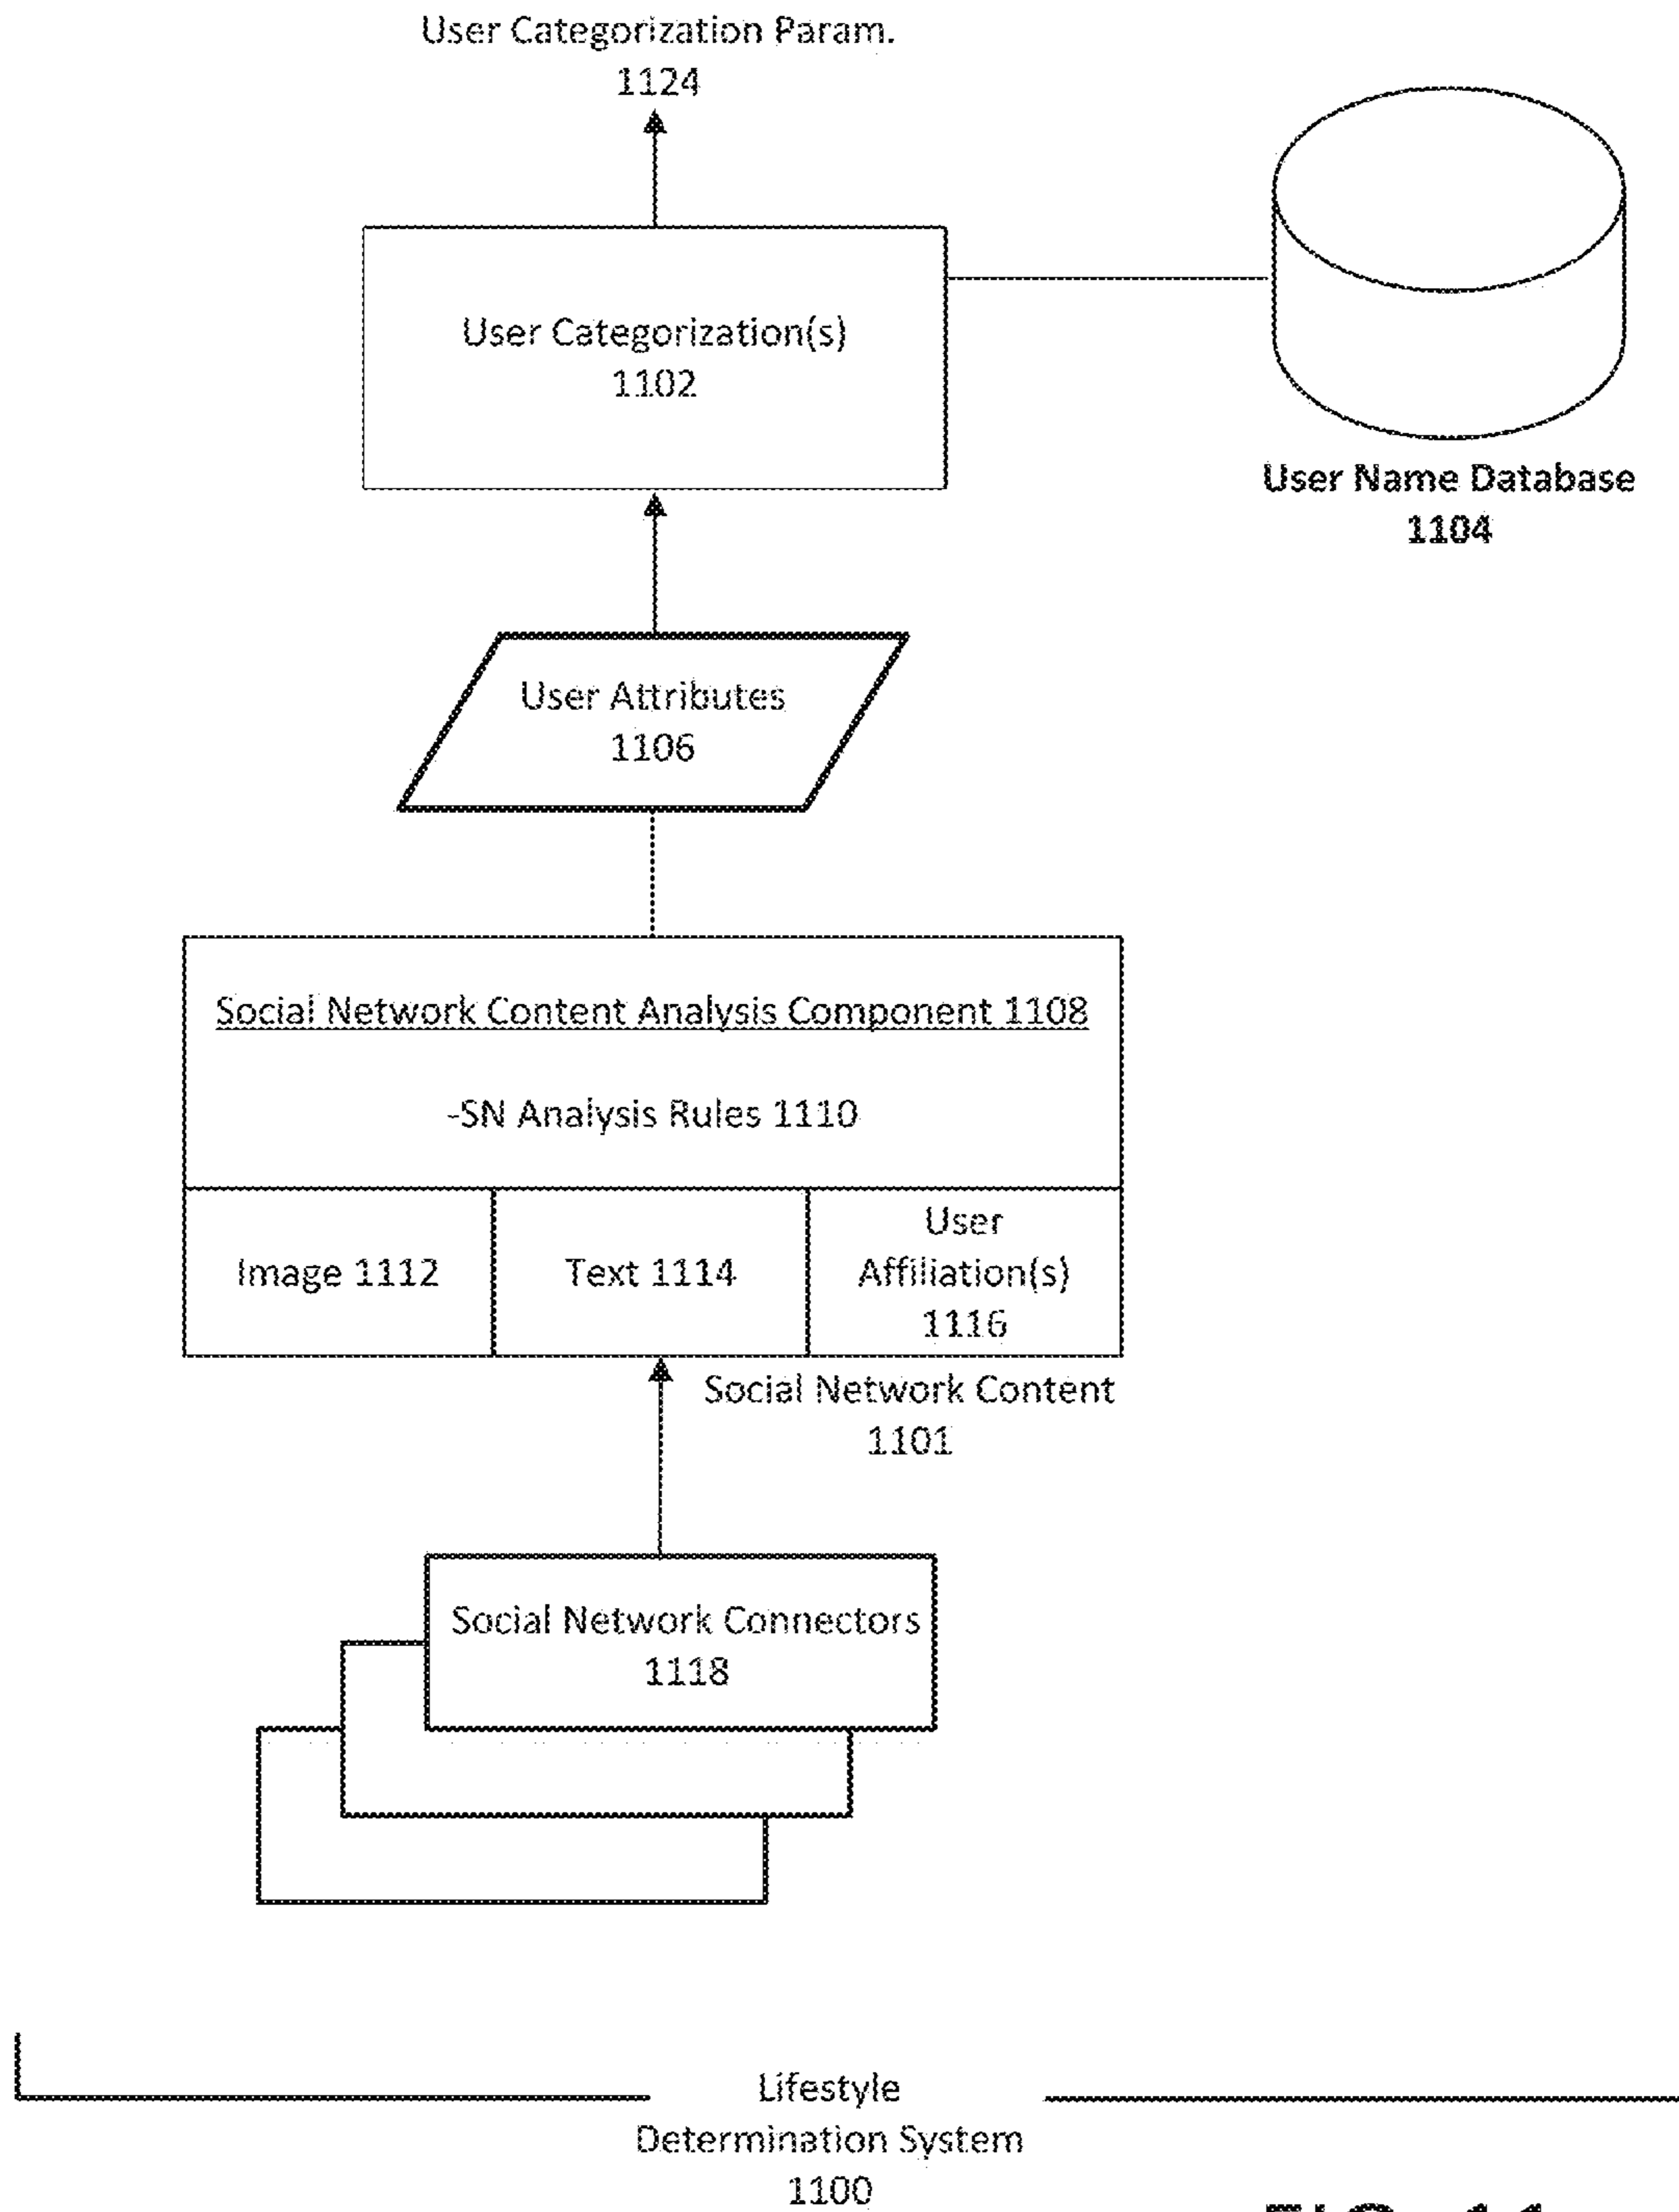 User Categorization Param.
1124
User Categorization(s)
1102
User Name Database
1104
User Attributes
1106
Social Network Content Analysis Component 1108
-SN Analysis Rules 1110
Image 1112
Text 1114
User
Affiliation(s)
1116
Social Network Content
1101
Social Network Connectors
1118
Lifestyle
Determination System
1100